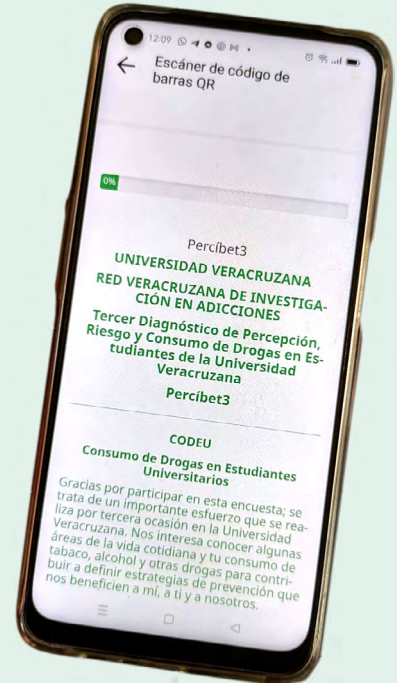 12:09
Escáner de código de
barras QR
0%
Percíbet3
UNIVERSIDAD VERACRUZANA
RED VERACRUZANA DE INVESTIGA-
CIÓN EN ADICCIONES
Tercer Diagnóstico de Percepción,
Riesgo y Consumo de Drogas en Es-
tudiantes de la Universidad
Veracruzana
Percíbet3
CODEU
Consumo de Drogas en Estudiantes
Universitarios
Gracias por participar en esta encuesta; se
trata de un importante esfuerzo que se rea-
liza por tercera ocasión en la Universidad
Veracruzana. Nos interesa conocer algunas
áreas de la vida cotidiana y tu consumo de
tabaco, alcohol y otras drogas para contri-
buir a definir estrategias de prevención que
nos beneficien a mí, a ti y a nosotros.